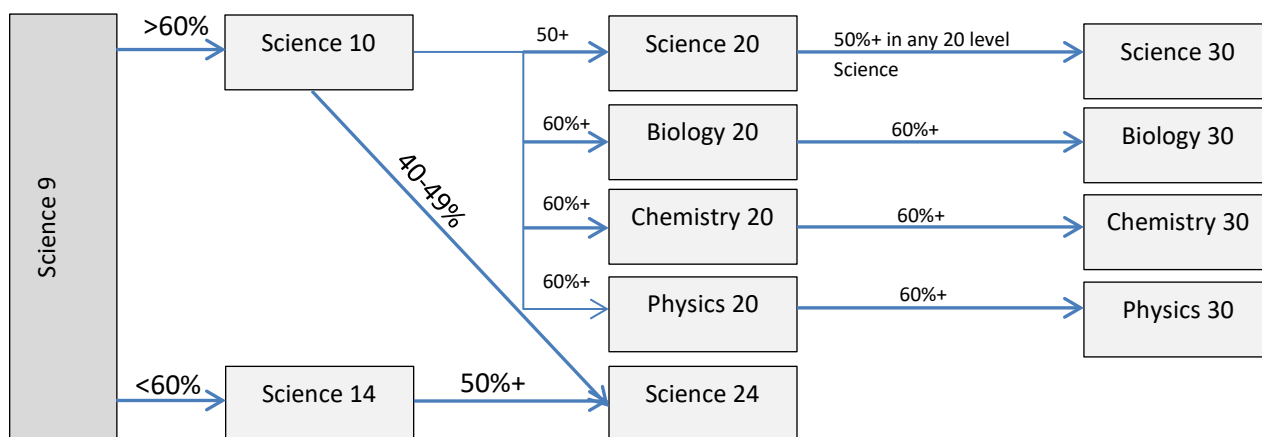 Science 9
>60%
Science 10
50+
Science 20
50%+ in any 20 level
Science
Science 30
60%+
Biology 20
60%+
Biology 30
40-49%
60%+
Chemistry 20
60%+
Chemistry 30
60%+
Physics 20
60%+
Physics 30
<60%
Science 14
50%+
Science 24